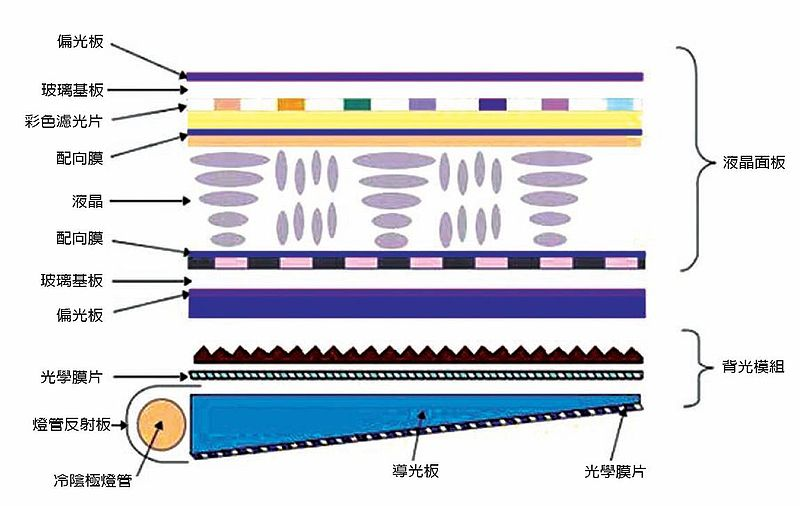 偏光板
玻璃基板
彩色濾光片
配向膜
液晶
配向膜
玻璃基板
偏光板
液晶面板
光學膜片
背光模組
燈管反射板
冷陰極燈管
導光板
光學膜片